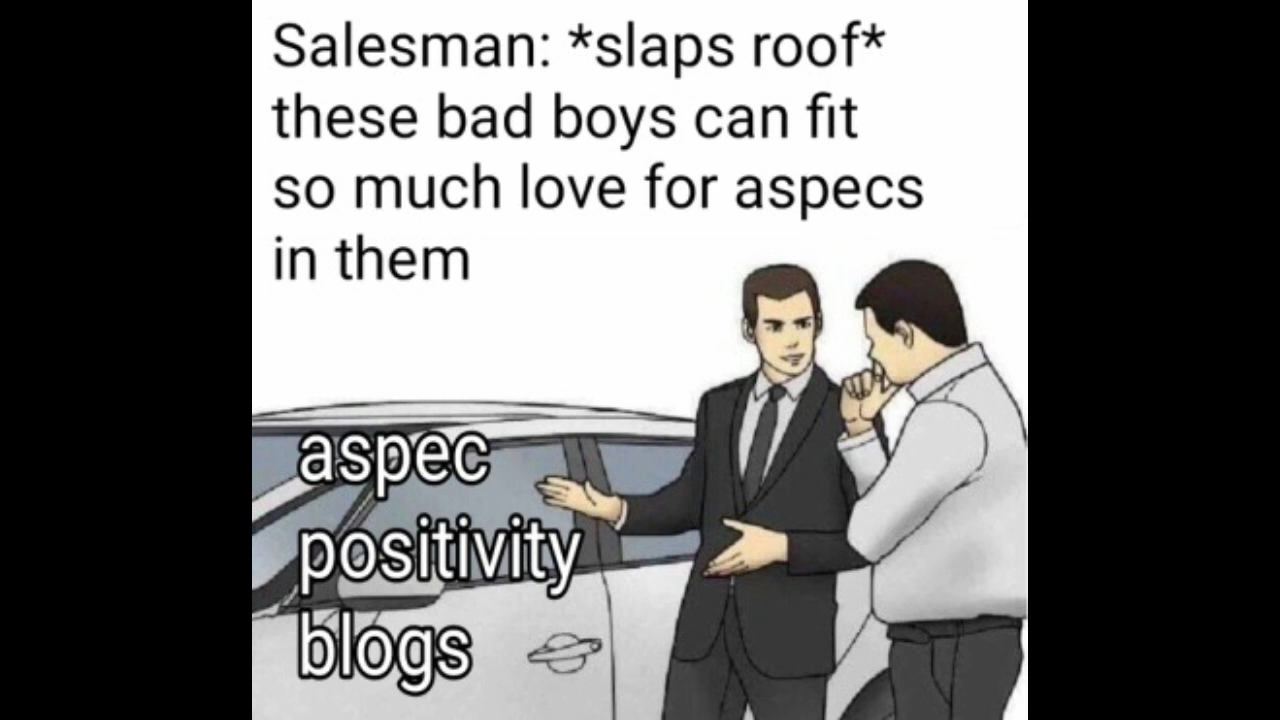 Salesman: *slaps roof*
these bad boys can fit
so much love for aspecs
in them
aspec
positivity
blogs